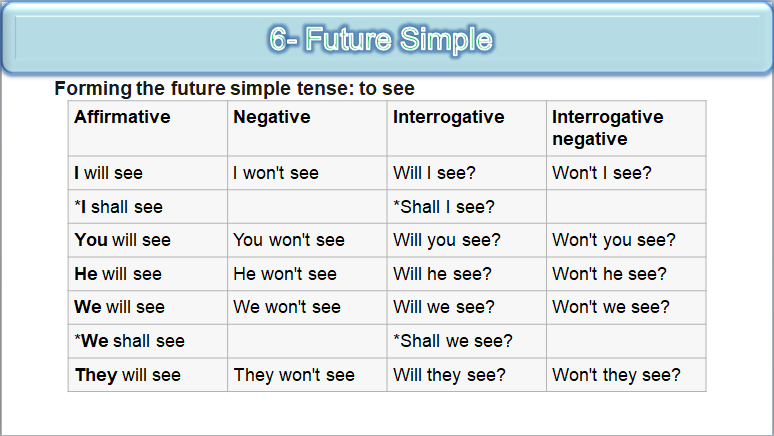 6- Future Simple
Forming the future simple tense: to see
Affirmative Negative Interrogative Interrogative negative
I will see I won't see Will I see? Won't I see?
*I shall see *Shall I see?
You will see You won't see Will you see? Won't you see?
He will see He won't see Will he see? Won't he see?
We will see We won't see Will we see? Won't we see?
*We shall see *Shall we see?
They will see They won't see Will they see? Won't they see?